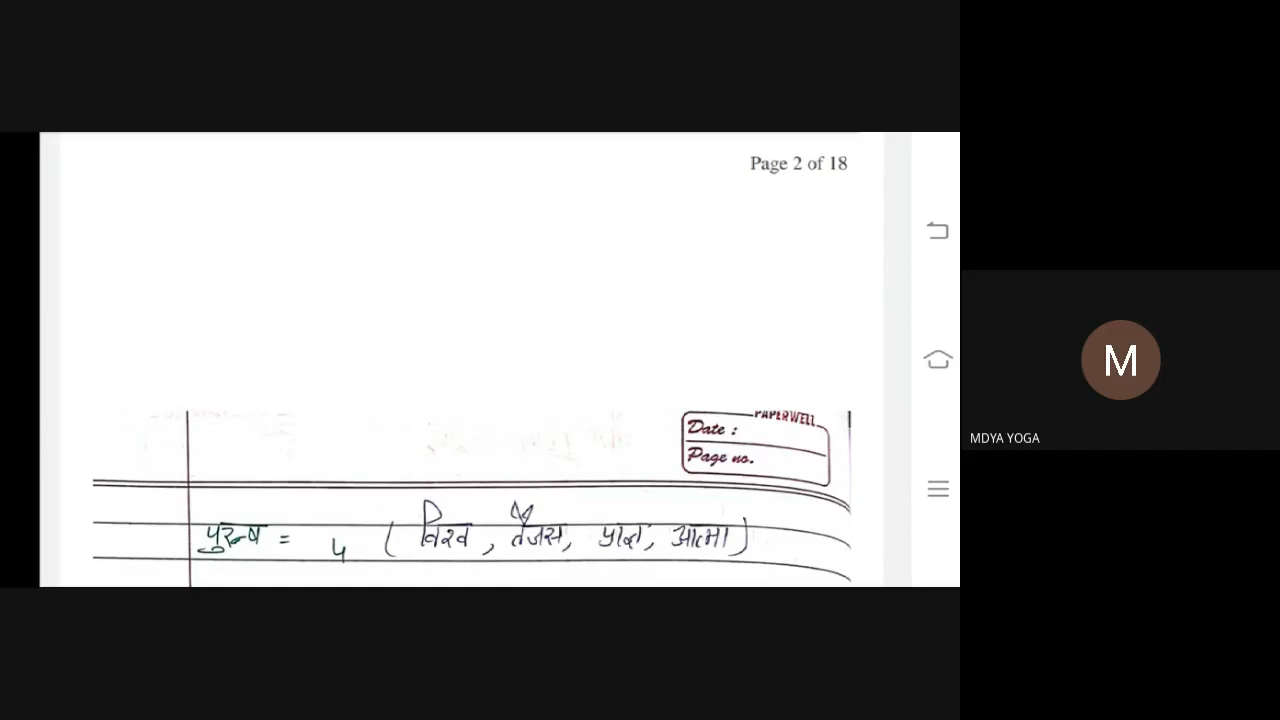 Page 2 of 18
PAPERWELL
Date :
Page no.
पुरुष = 4 ( विश्व , तैजस, प्राज्ञ, आत्मा )
M
MDYA YOGA